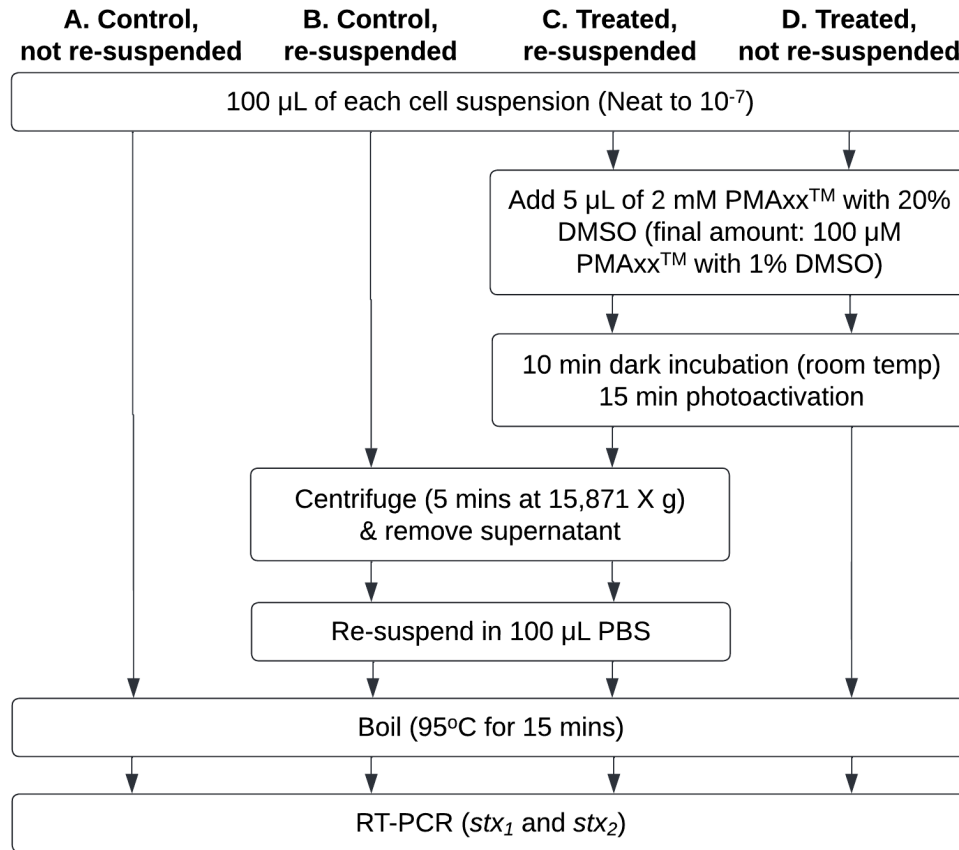 A. Control,
not re-suspended
B. Control,
re-suspended
C. Treated,
re-suspended
D. Treated,
not re-suspended
100 µL of each cell suspension (Neat to 10⁻⁷)
Add 5 µL of 2 mM PMAxx™ with 20%
DMSO (final amount: 100 µM
PMAxx™ with 1% DMSO)
10 min dark incubation (room temp)
15 min photoactivation
Centrifuge (5 mins at 15,871 X g)
& remove supernatant
Re-suspend in 100 µL PBS
Boil (95ºC for 15 mins)
RT-PCR (stx₁ and stx₂)